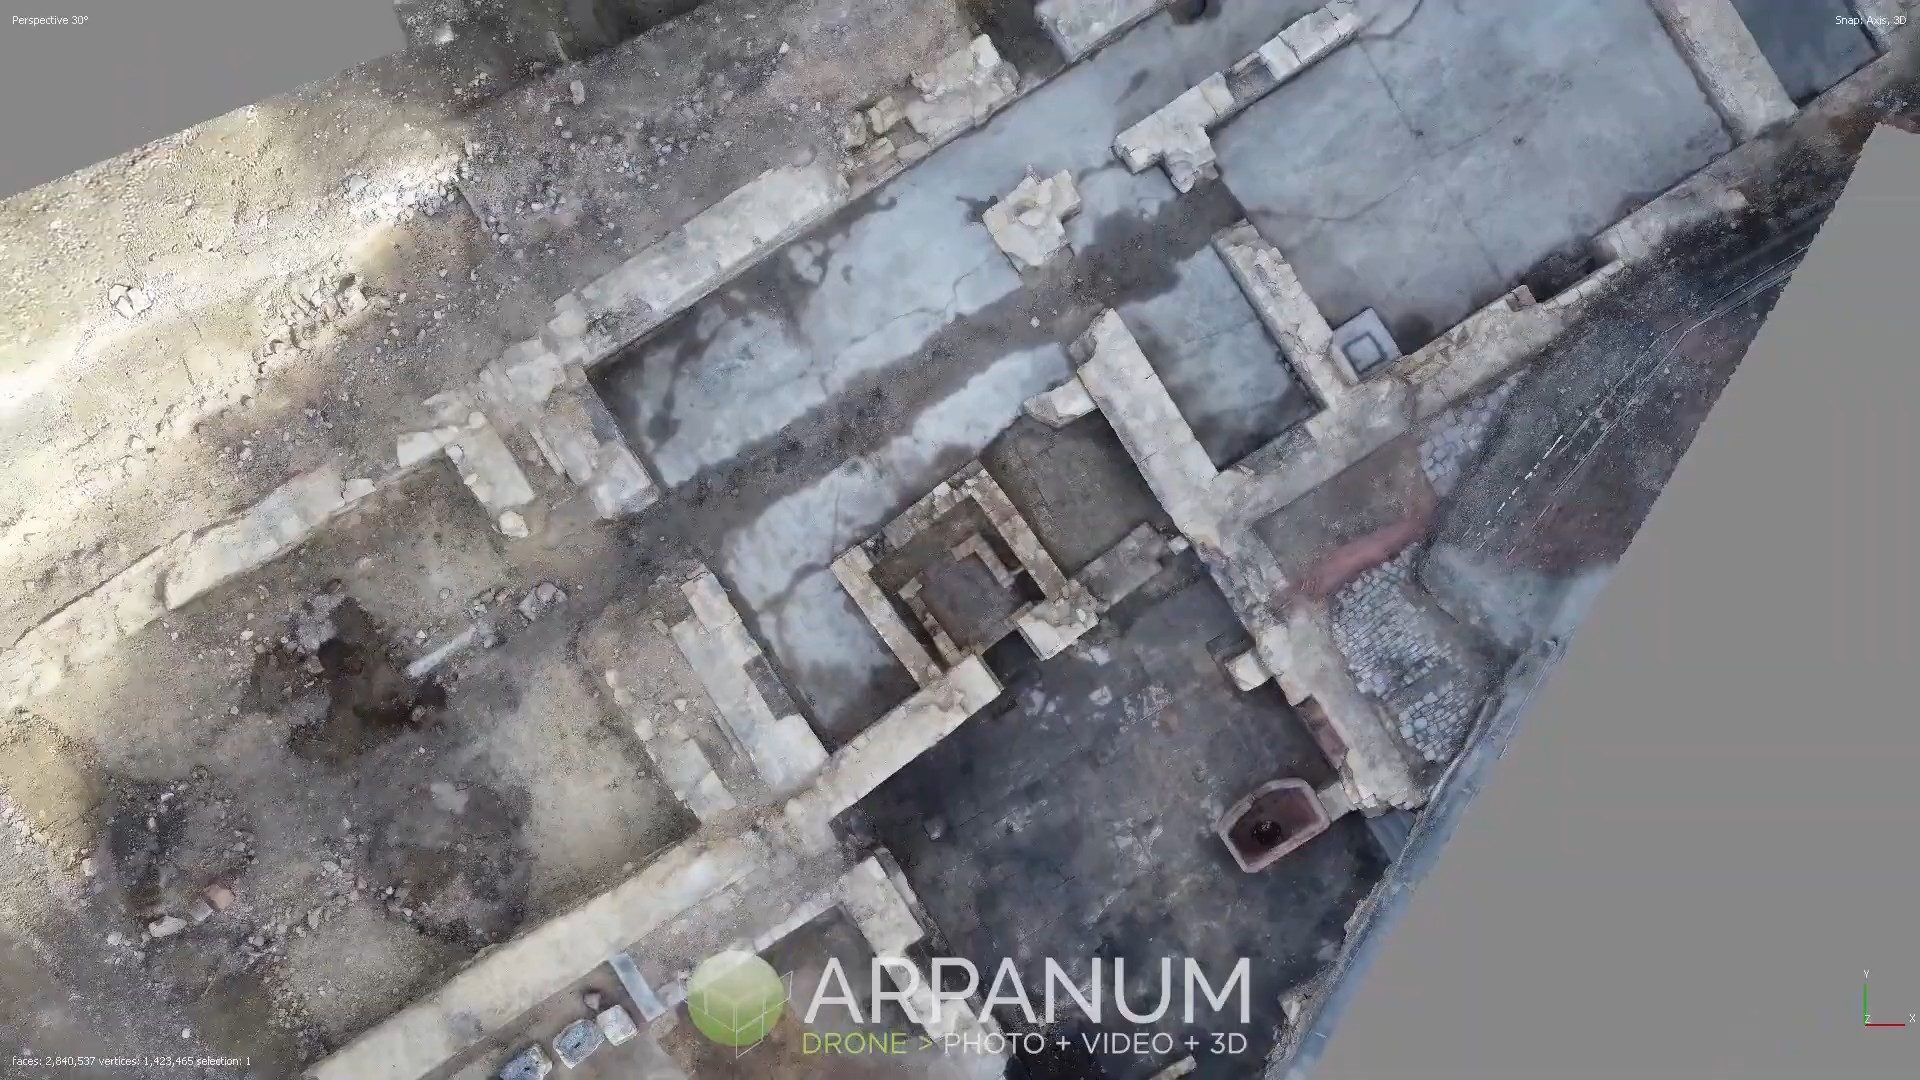 Perspective 30°
Snap: Axis, 3D
ARPANUM
DRONE > PHOTO + VIDEO + 3D
Y
Z
X
faces: 2,840,537 vertices: 1,423,465 selection: 1